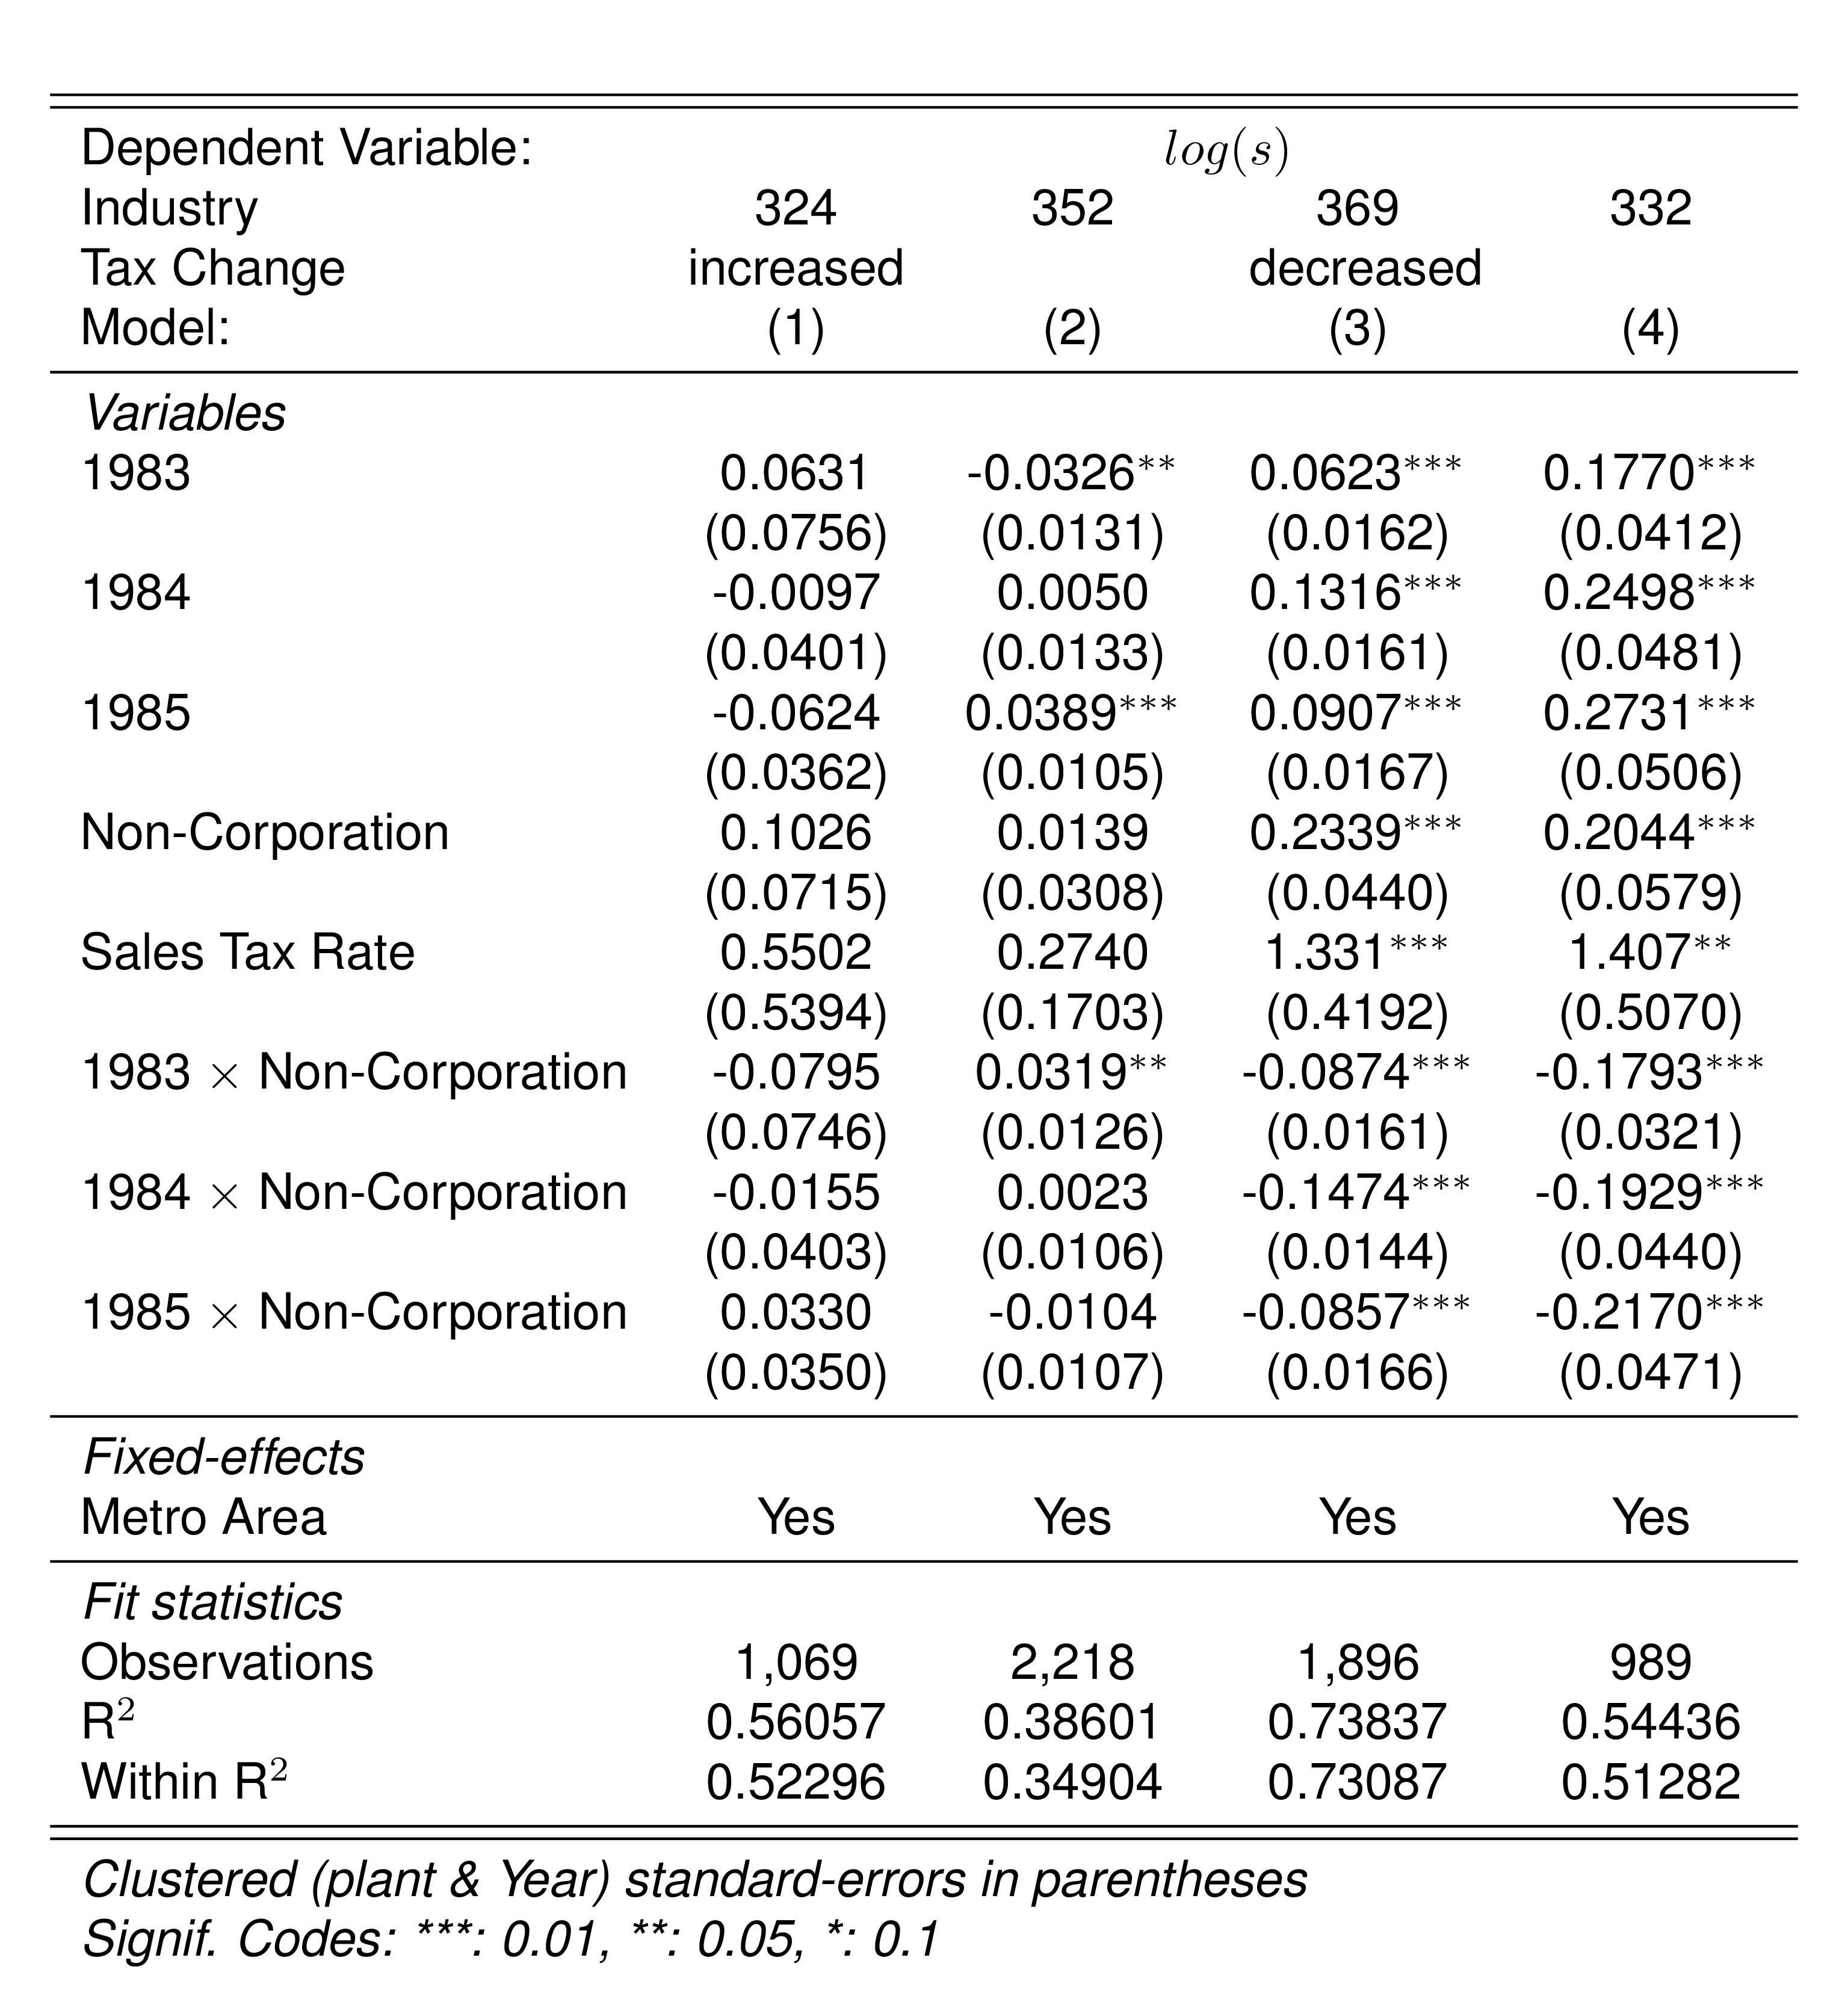 Dependent Variable: log(s)
Industry 324 352 369 332
Tax Change increased decreased
Model: (1) (2) (3) (4)
Variables
1983 0.0631 -0.0326** 0.0623*** 0.1770***
(0.0756) (0.0131) (0.0162) (0.0412)
1984 -0.0097 0.0050 0.1316*** 0.2498***
(0.0401) (0.0133) (0.0161) (0.0481)
1985 -0.0624 0.0389*** 0.0907*** 0.2731***
(0.0362) (0.0105) (0.0167) (0.0506)
Non-Corporation 0.1026 0.0139 0.2339*** 0.2044***
(0.0715) (0.0308) (0.0440) (0.0579)
Sales Tax Rate 0.5502 0.2740 1.331*** 1.407**
(0.5394) (0.1703) (0.4192) (0.5070)
1983 × Non-Corporation -0.0795 0.0319** -0.0874*** -0.1793***
(0.0746) (0.0126) (0.0161) (0.0321)
1984 × Non-Corporation -0.0155 0.0023 -0.1474*** -0.1929***
(0.0403) (0.0106) (0.0144) (0.0440)
1985 × Non-Corporation 0.0330 -0.0104 -0.0857*** -0.2170***
(0.0350) (0.0107) (0.0166) (0.0471)
Fixed-effects
Metro Area Yes Yes Yes Yes
Fit statistics
Observations 1,069 2,218 1,896 989
R² 0.56057 0.38601 0.73837 0.54436
Within R² 0.52296 0.34904 0.73087 0.51282
Clustered (plant & Year) standard-errors in parentheses
Signif. Codes: ***: 0.01, **: 0.05, *: 0.1